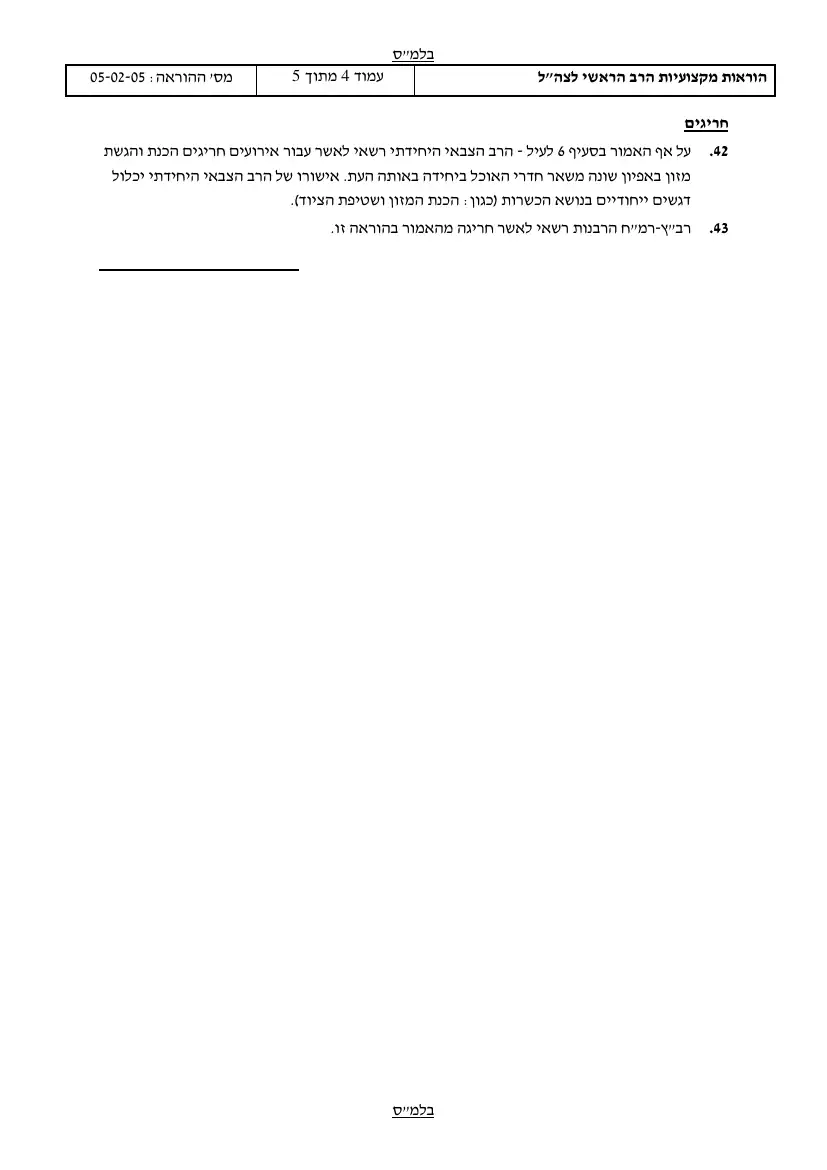 בלמ״ס
הוראות מקצועיות הרב הראשי לצה״ל עמוד 4 מתוך 5 מס׳ ההוראה: 05-02-05
חריגים
42. על אף האמור בסעיף 6 לעיל - הרב הצבאי היחידתי רשאי לאשר עבור אירועים חריגים הכנת והגשת
מזון באפיון שונה משאר חדרי האוכל ביחידה באותה העת. אישורו של הרב הצבאי היחידתי יכלול
דגשים ייחודיים בנושא הכשרות (כגון: הכנת המזון ושטיפת הציוד).
43. רב״ץ-רמ״ח הרבנות רשאי לאשר חריגה מהאמור בהוראה זו.
בלמ״ס